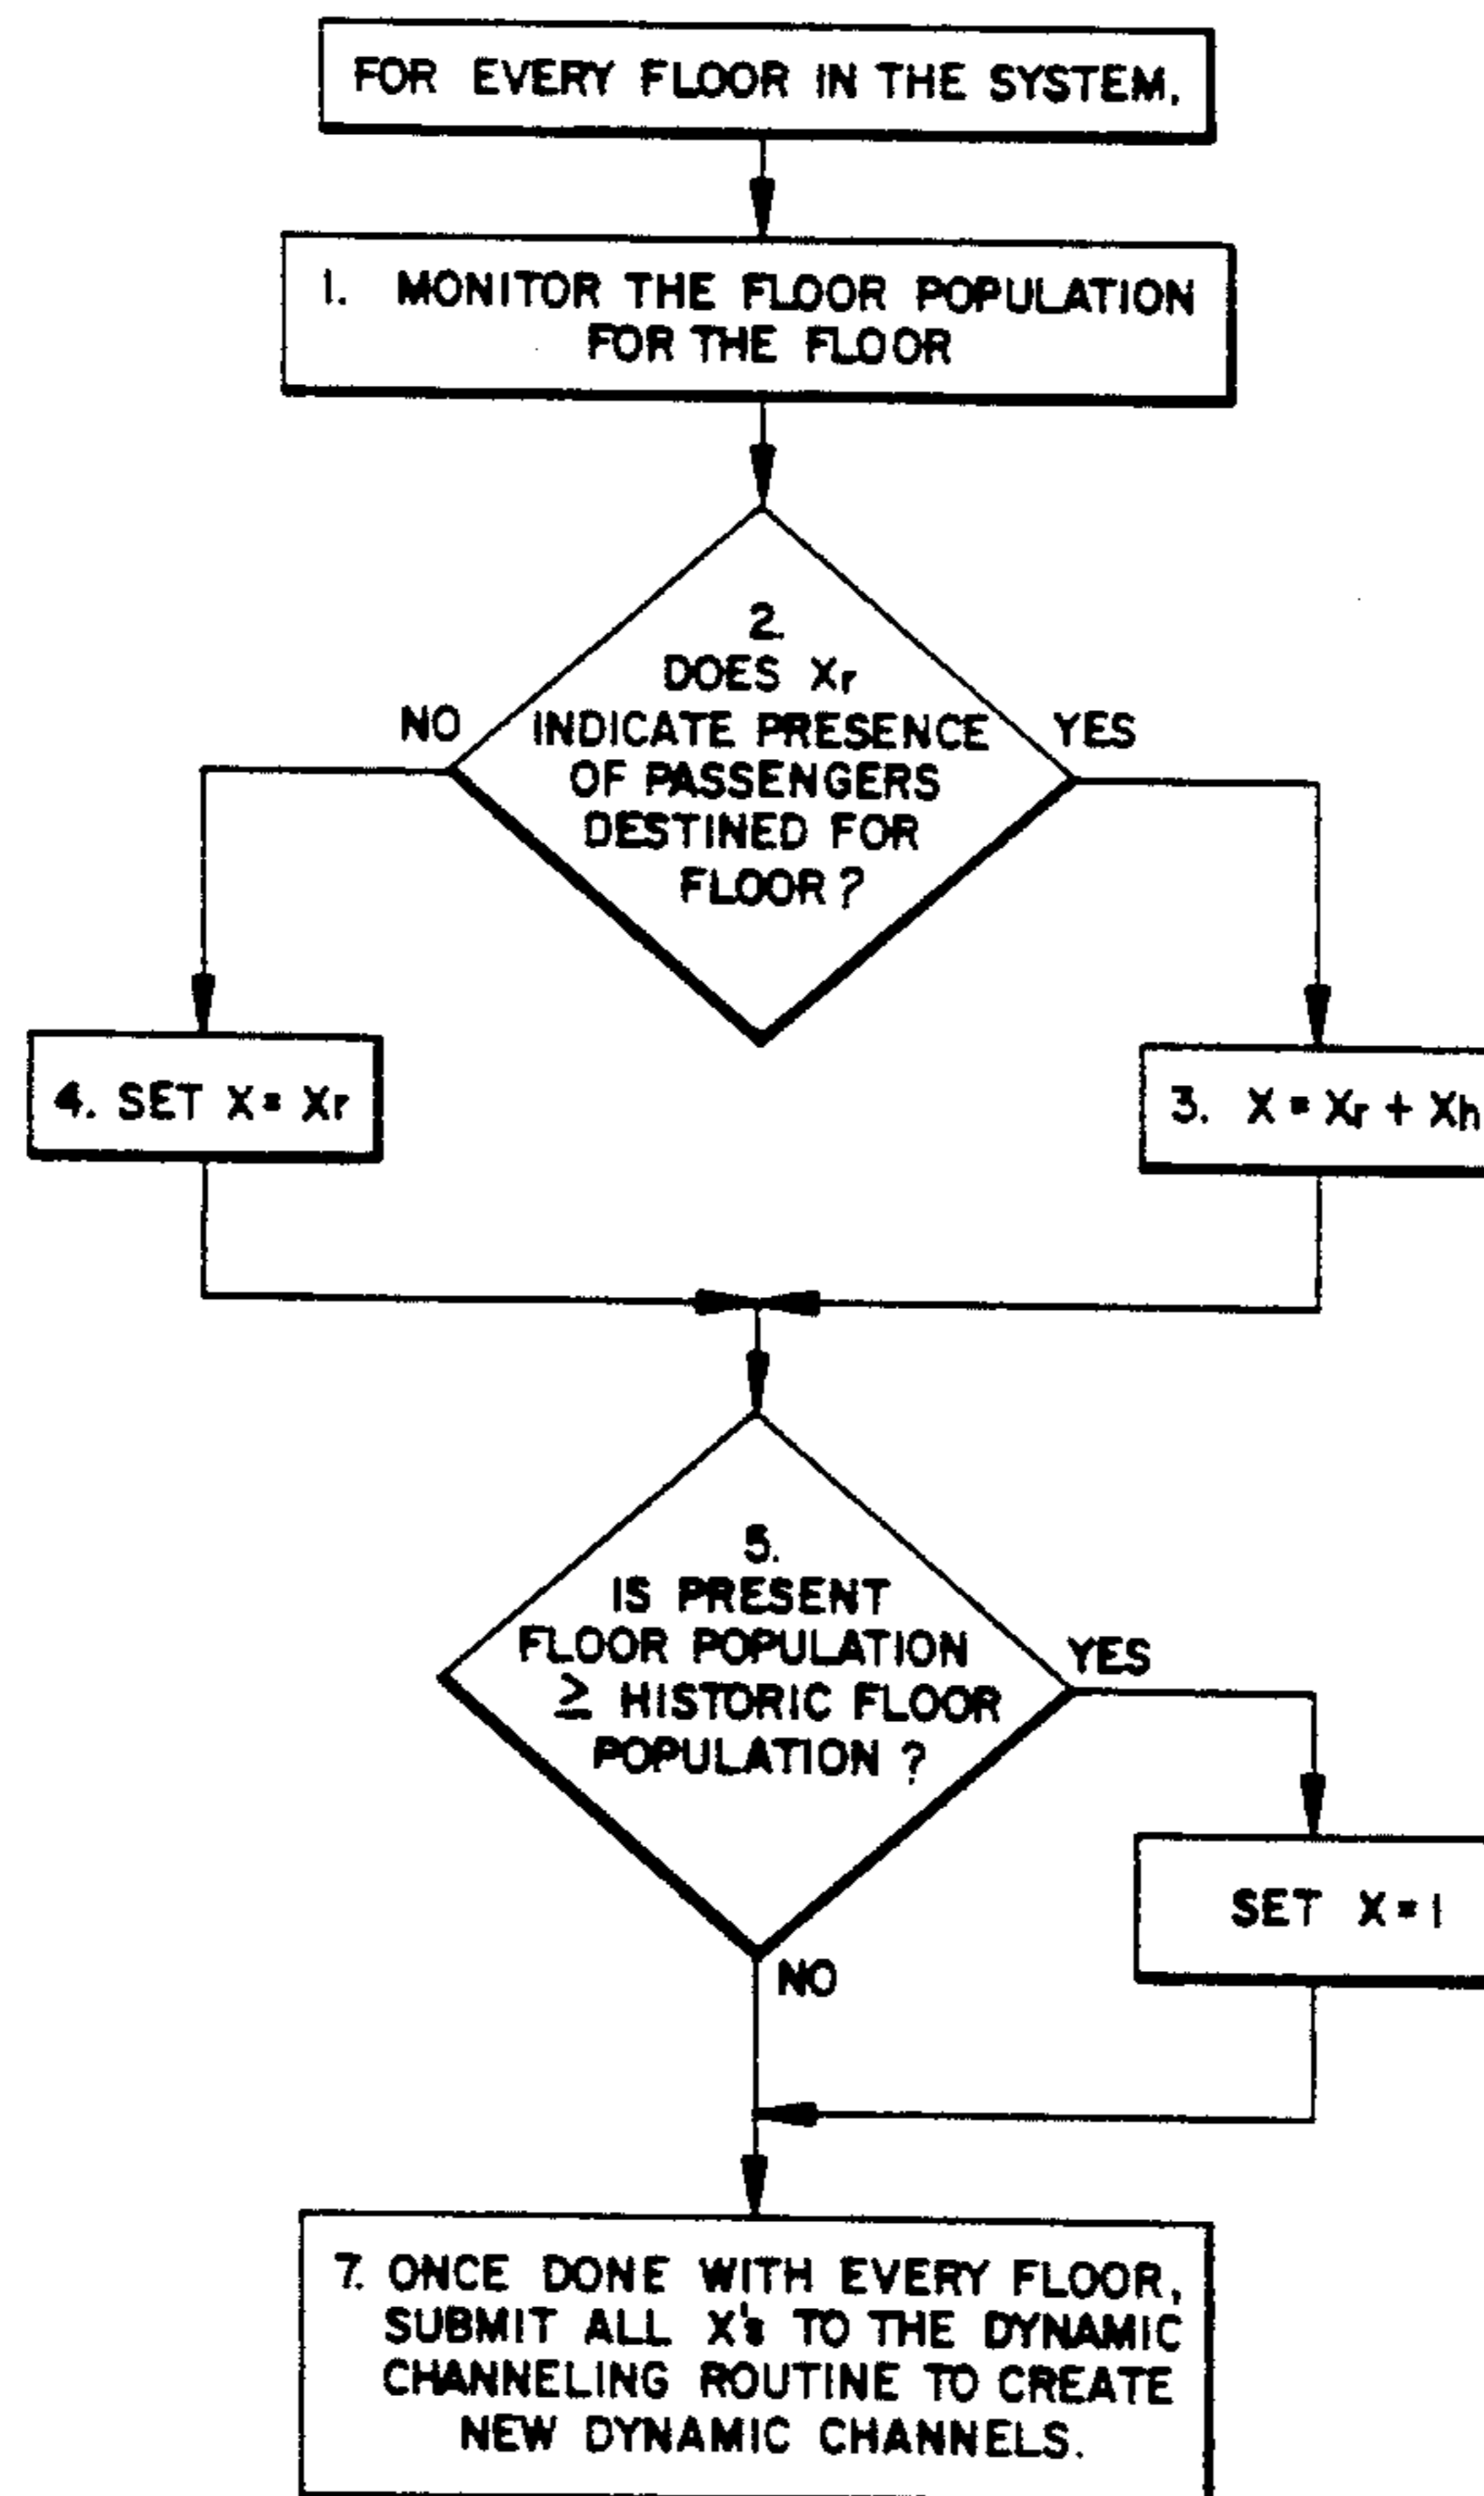 FOR EVERY FLOOR IN THE SYSTEM,
1. MONITOR THE FLOOR POPULATION
FOR THE FLOOR
2.
DOES Xr
INDICATE PRESENCE
OF PASSENGERS
DESTINED FOR
FLOOR?
NO
YES
4. SET X = Xr
3. X = Xr + Xh
5.
IS PRESENT
FLOOR POPULATION
≥ HISTORIC FLOOR
POPULATION ?
YES
SET X = 1
NO
7. ONCE DONE WITH EVERY FLOOR,
SUBMIT ALL X's TO THE DYNAMIC
CHANNELING ROUTINE TO CREATE
NEW DYNAMIC CHANNELS.